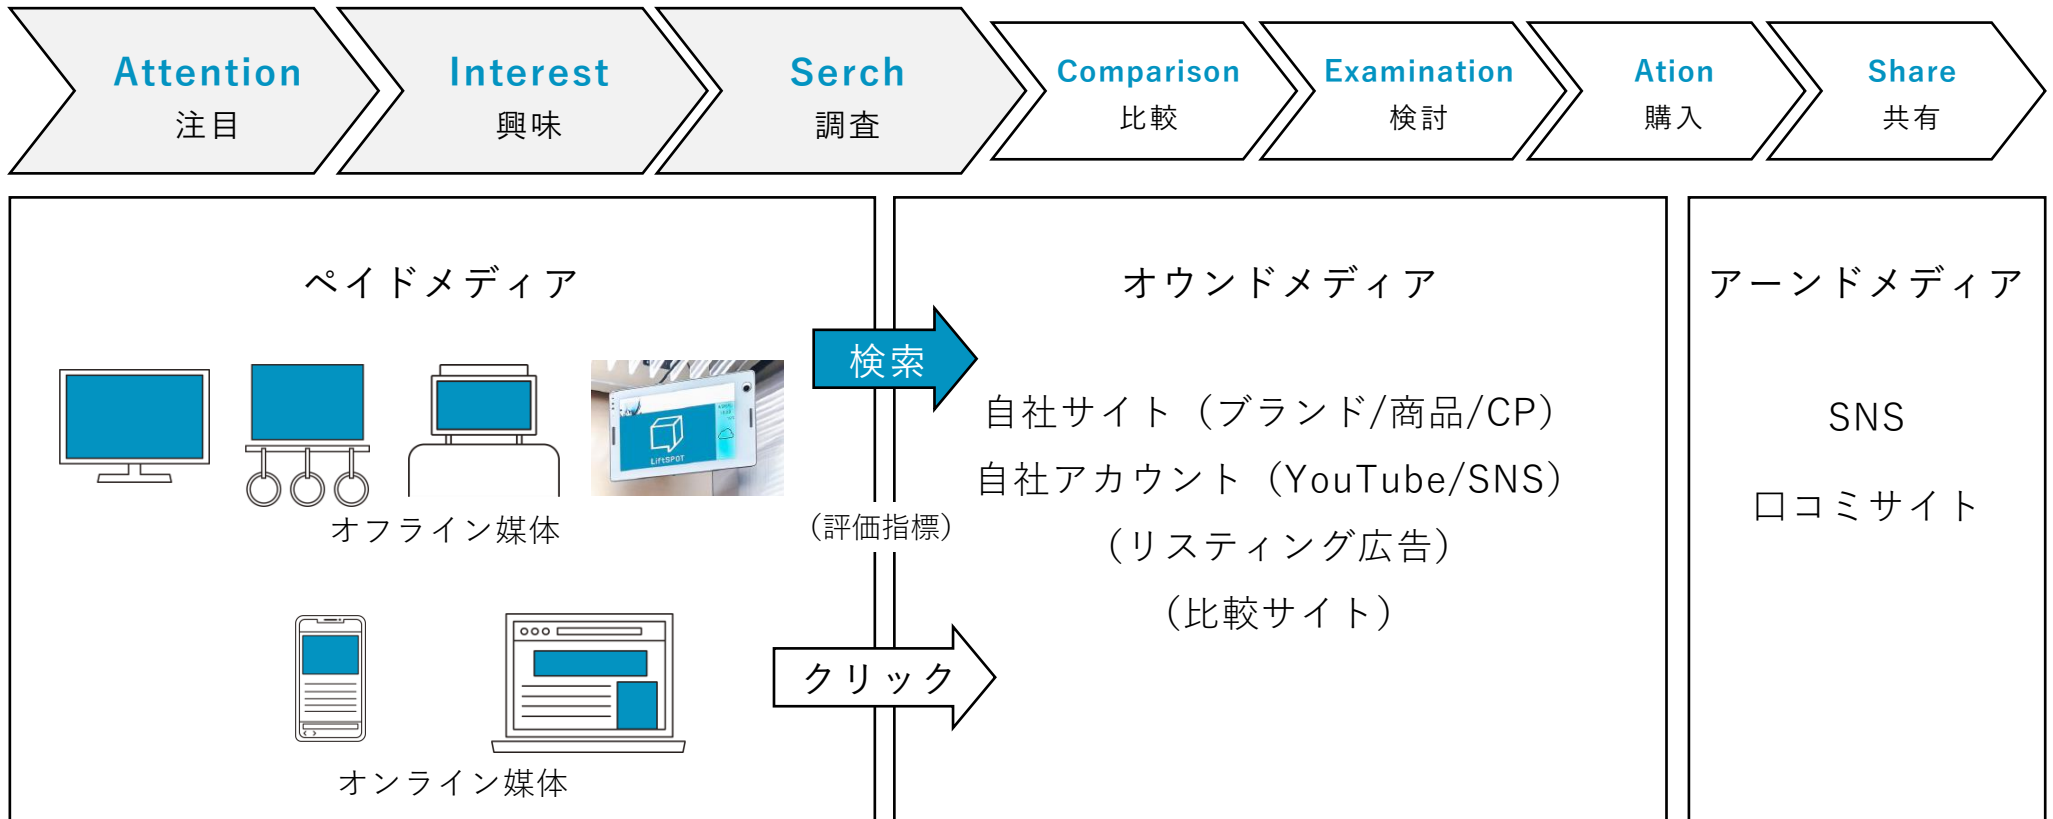 Attention
注目
Interest
興味
Serch
調査
Comparison
比較
Examination
検討
Ation
購入
Share
共有
ペイドメディア
LiftSPOT
オフライン媒体
オンライン媒体
検索
（評価指標）
クリック
オウンドメディア
自社サイト（ブランド/商品/CP）
自社アカウント（YouTube/SNS）
（リスティング広告）
（比較サイト）
アーンドメディア
SNS
口コミサイト